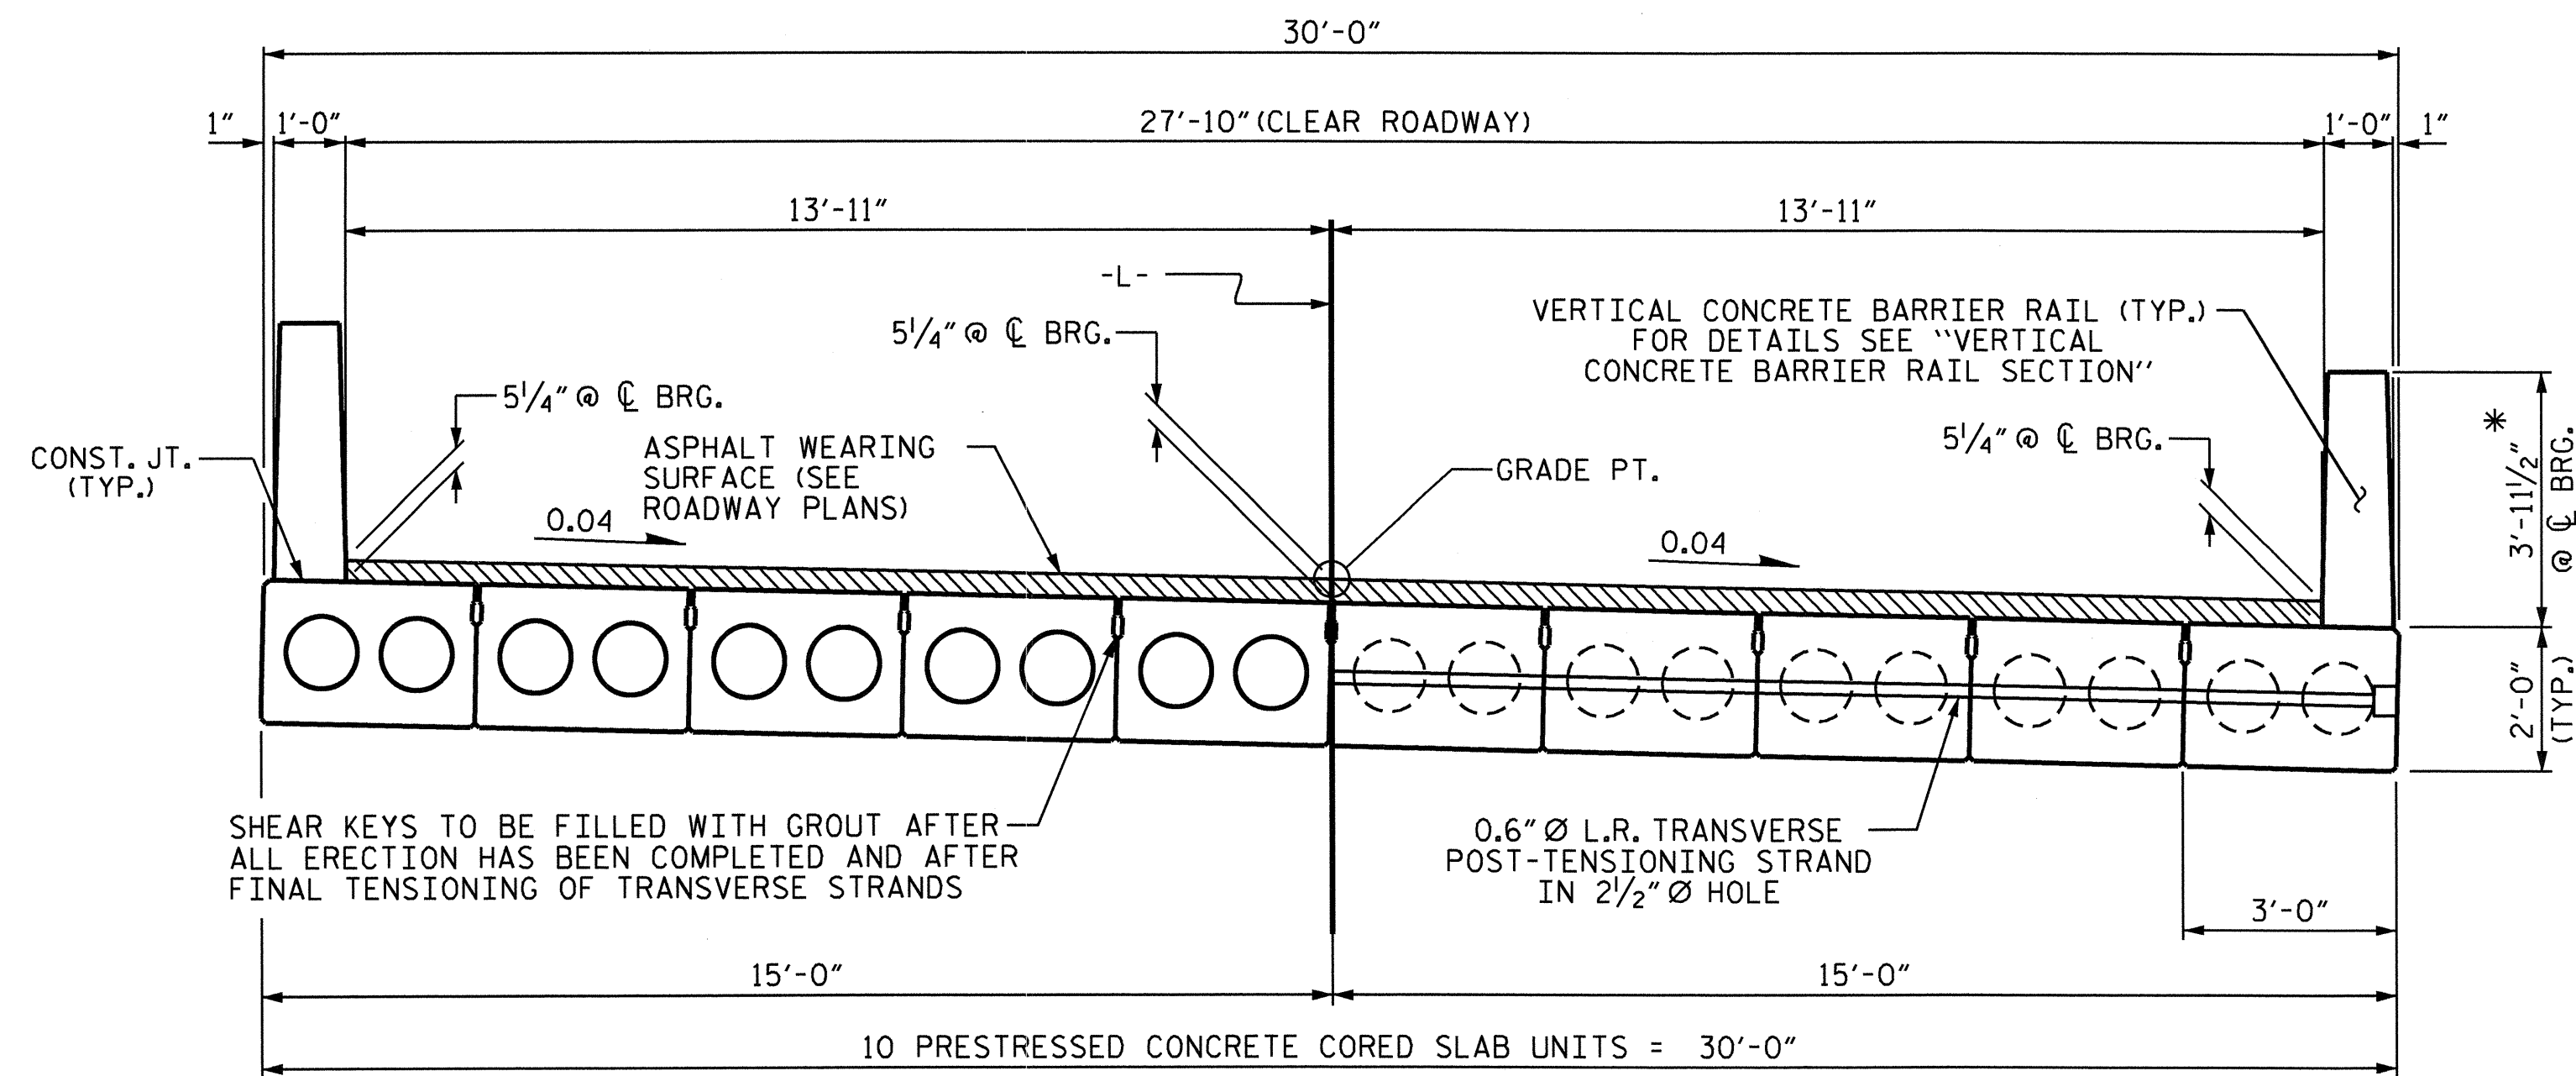 30'-0"
1"
1'-0"
27'-10" (CLEAR ROADWAY)
1'-0"
1"
13'-11"
13'-11"
-L-
5 1/4" @ ℄ BRG.
VERTICAL CONCRETE BARRIER RAIL (TYP.)
FOR DETAILS SEE "VERTICAL
CONCRETE BARRIER RAIL SECTION"
5 1/4" @ ℄ BRG.
5 1/4" @ ℄ BRG.
CONST. JT.
(TYP.)
ASPHALT WEARING
SURFACE (SEE
ROADWAY PLANS)
GRADE PT.
0.04
0.04
*
3'-11 1/2"
@ ℄ BRG.
2'-0"
(TYP.)
SHEAR KEYS TO BE FILLED WITH GROUT AFTER
ALL ERECTION HAS BEEN COMPLETED AND AFTER
FINAL TENSIONING OF TRANSVERSE STRANDS
0.6" Ø L.R. TRANSVERSE
POST-TENSIONING STRAND
IN 2 1/2" Ø HOLE
3'-0"
15'-0"
15'-0"
10 PRESTRESSED CONCRETE CORED SLAB UNITS = 30'-0"